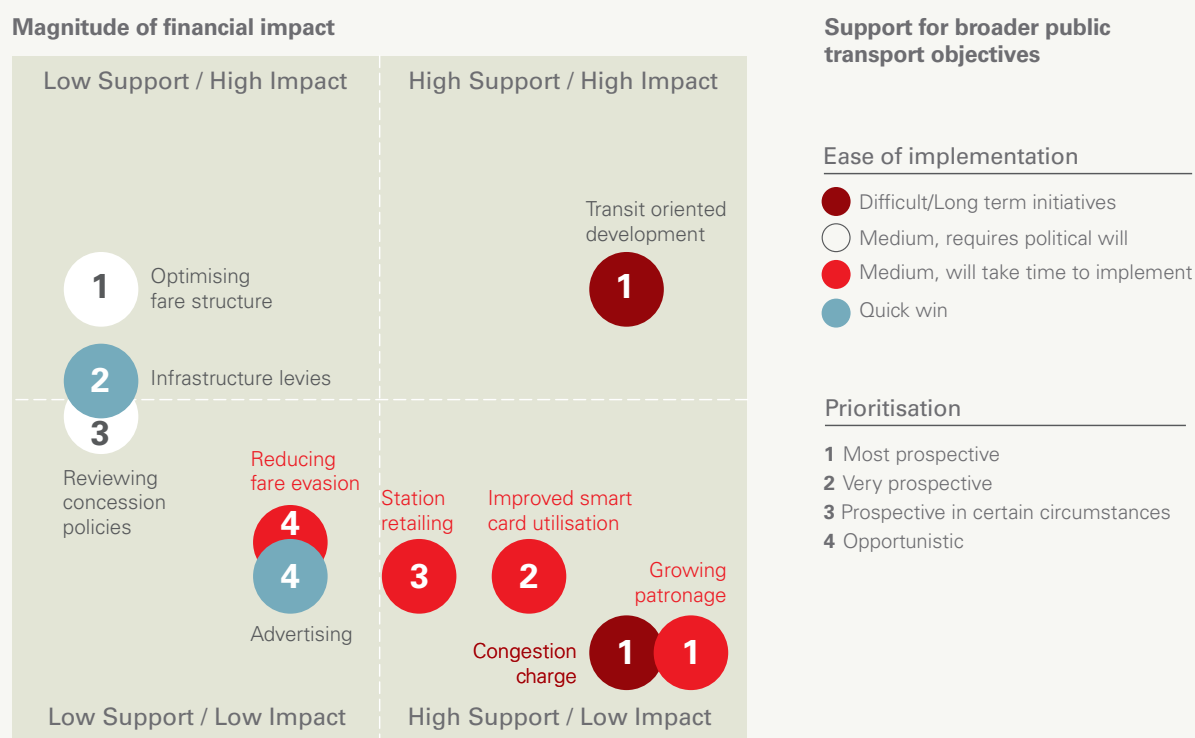 Magnitude of financial impact
Support for broader public
transport objectives
Low Support / High Impact
High Support / High Impact
Ease of implementation
Difficult/Long term initiatives
Medium, requires political will
Medium, will take time to implement
Quick win
Transit oriented
development
1
1
Optimising
fare structure
2
Infrastructure levies
3
Reviewing
concession
policies
Reducing
fare evasion
4
4
Advertising
Station
retailing
3
Improved smart
card utilisation
2
Growing
patronage
Congestion
charge
1
1
Prioritisation
1 Most prospective
2 Very prospective
3 Prospective in certain circumstances
4 Opportunistic
Low Support / Low Impact
High Support / Low Impact